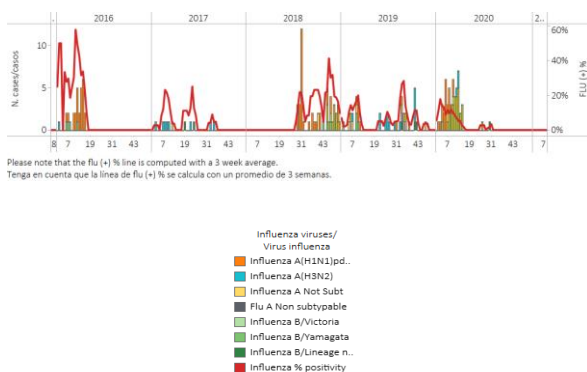 . 2016 2017 2018 2019 2020 2..
10 60%
40%
5 20%
0 0%
N. cases/casos
FLU (+) %
8 7 19 31 43 7 19 31 43 7 19 31 43 7 19 31 43 7 19 31 43 7
Please note that the flu (+) % line is computed with a 3 week average.
Tenga en cuenta que la línea de flu (+) % se calcula con un promedio de 3 semanas.
Influenza viruses/
Virus influenza
Influenza A(H1N1)pd..
Influenza A(H3N2)
Influenza A Not Subt
Flu A Non subtypable
Influenza B/Victoria
Influenza B/Yamagata
Influenza B/Lineage n..
Influenza % positivity